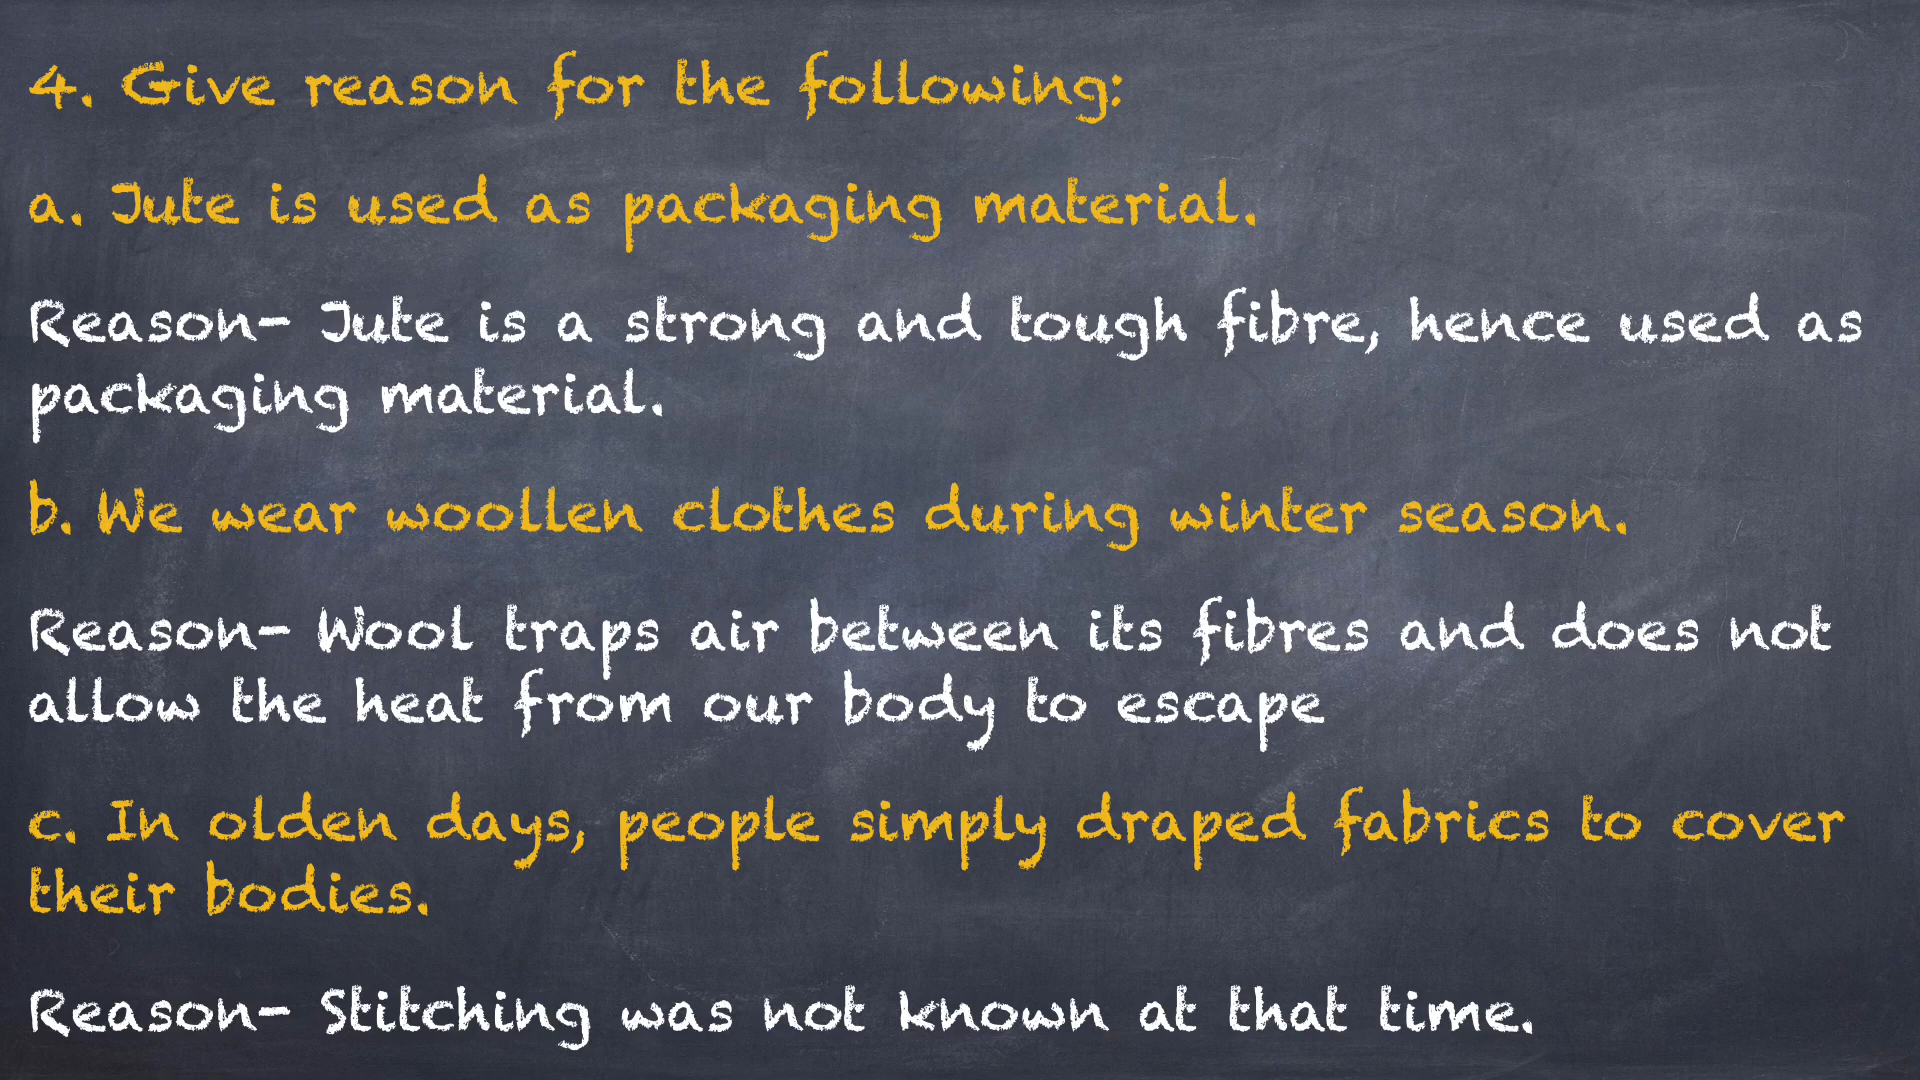 4. Give reason for the following:
a. Jute is used as packaging material.
Reason- Jute is a strong and tough fibre, hence used as
packaging material.
b. We wear woollen clothes during winter season.
Reason- Wool traps air between its fibres and does not
allow the heat from our body to escape
c. In olden days, people simply draped fabrics to cover
their bodies.
Reason- Stitching was not known at that time.